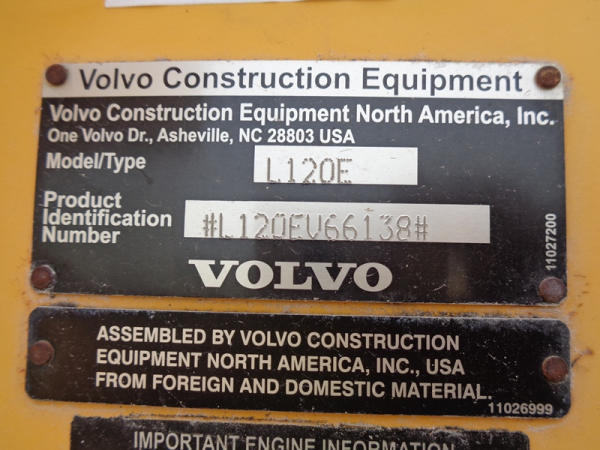 Volvo Construction Equipment
Volvo Construction Equipment North America, Inc.
One Volvo Dr., Asheville, NC 28803 USA
Model/Type L120E
Product
Identification
Number #L120EV66138#
11027200
VOLVO
ASSEMBLED BY VOLVO CONSTRUCTION
EQUIPMENT NORTH AMERICA, INC., USA
FROM FOREIGN AND DOMESTIC MATERIAL.
11026999
IMPORTANT ENGINE INFORMATION